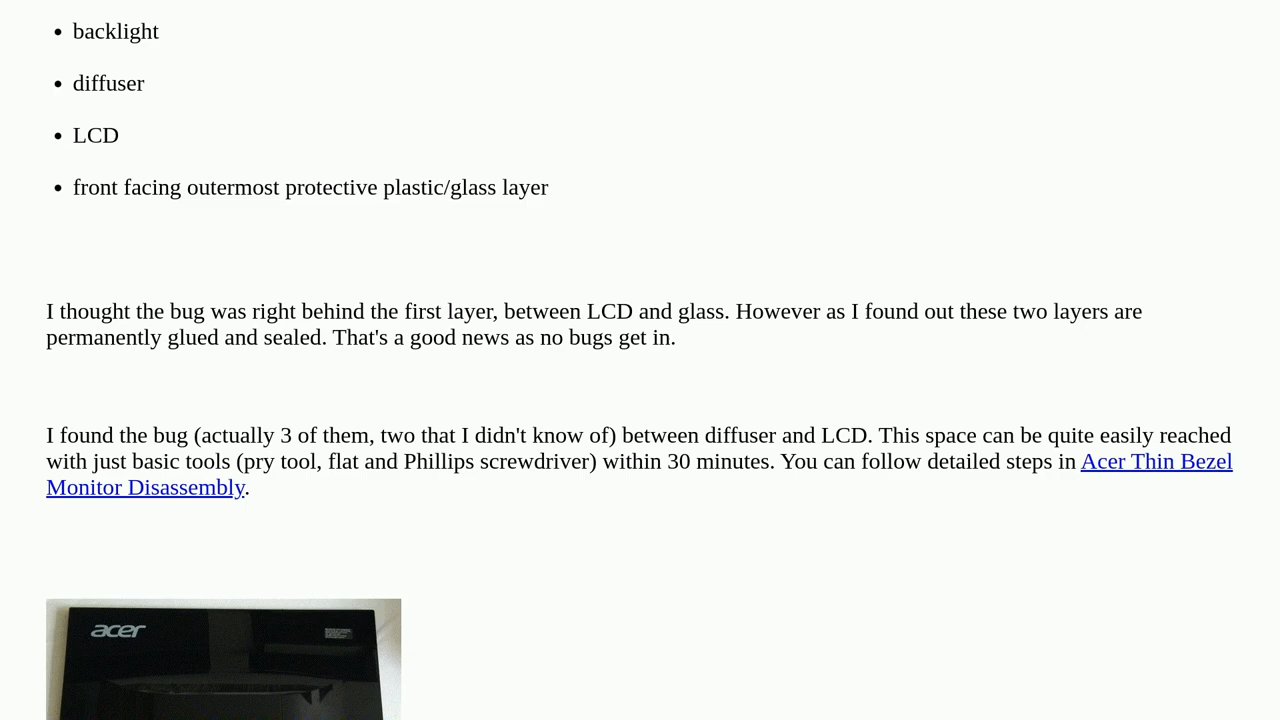 backlight
diffuser
LCD
front facing outermost protective plastic/glass layer
I thought the bug was right behind the first layer, between LCD and glass. However as I found out these two layers are
permanently glued and sealed. That's a good news as no bugs get in.
I found the bug (actually 3 of them, two that I didn't know of) between diffuser and LCD. This space can be quite easily reached
with just basic tools (pry tool, flat and Phillips screwdriver) within 30 minutes. You can follow detailed steps in Acer Thin Bezel
Monitor Disassembly.
acer